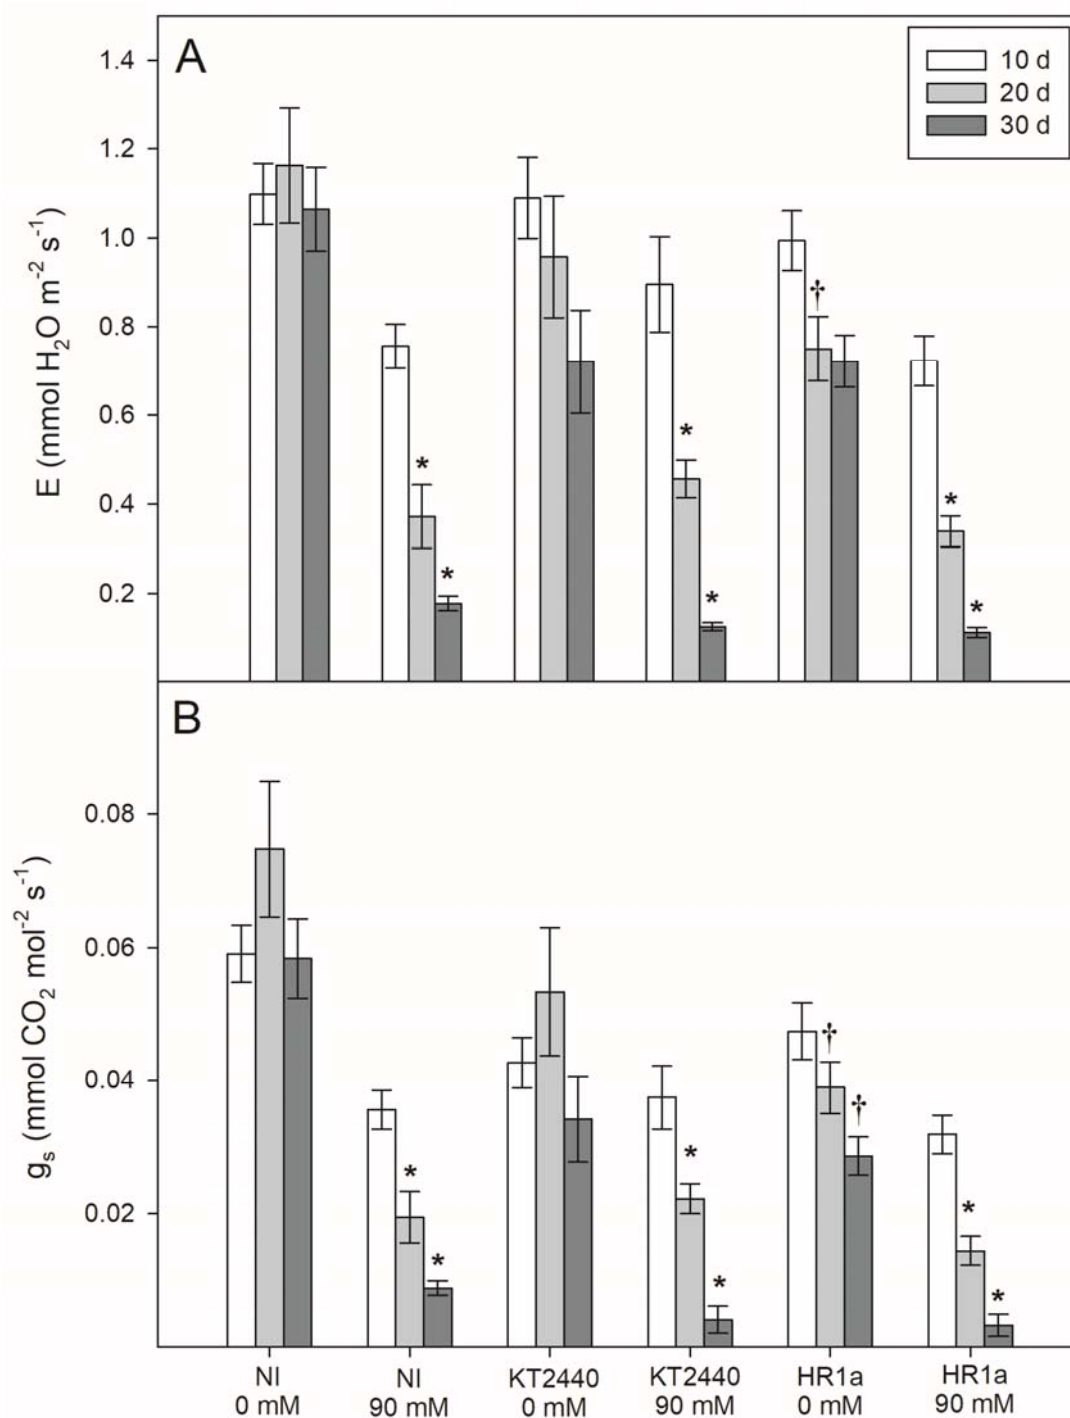 A
10 d
20 d
30 d
1.4
1.2
1.0
0.8
0.6
0.4
0.2
E (mmol H₂O m⁻² s⁻¹)
†
*
*
*
*
*
*
B
0.08
0.06
0.04
0.02
gₛ (mmol CO₂ mol⁻² s⁻¹)
†
†
*
*
*
*
*
*
NI NI KT2440 KT2440 HR1a HR1a
0 mM 90 mM 0 mM 90 mM 0 mM 90 mM